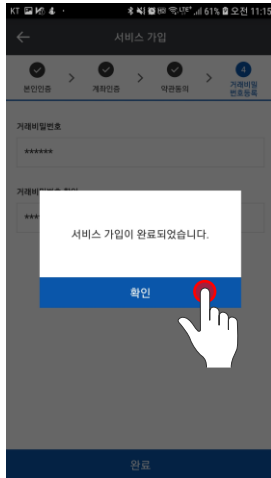 KT 61% 오전 11:15
서비스 가입
본인인증 > 계좌인증 > 약관동의 > 4
거래비밀
번호등록
거래비밀번호
******
서비스 가입이 완료되었습니다.
확인
완료